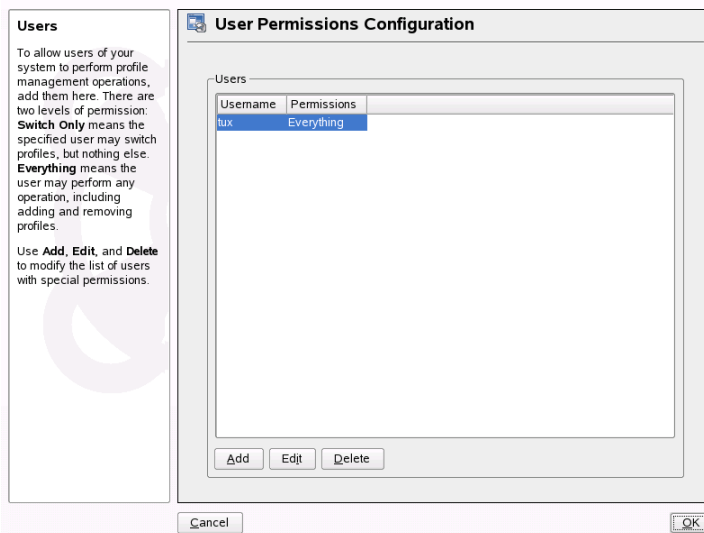 Users
To allow users of your
system to perform profile
management operations,
add them here. There are
two levels of permission:
Switch Only means the
specified user may switch
profiles, but nothing else.
Everything means the
user may perform any
operation, including
adding and removing
profiles.
Use Add, Edit, and Delete
to modify the list of users
with special permissions.
User Permissions Configuration
Users
Username Permissions
tux Everything
Add Edit Delete
Cancel OK